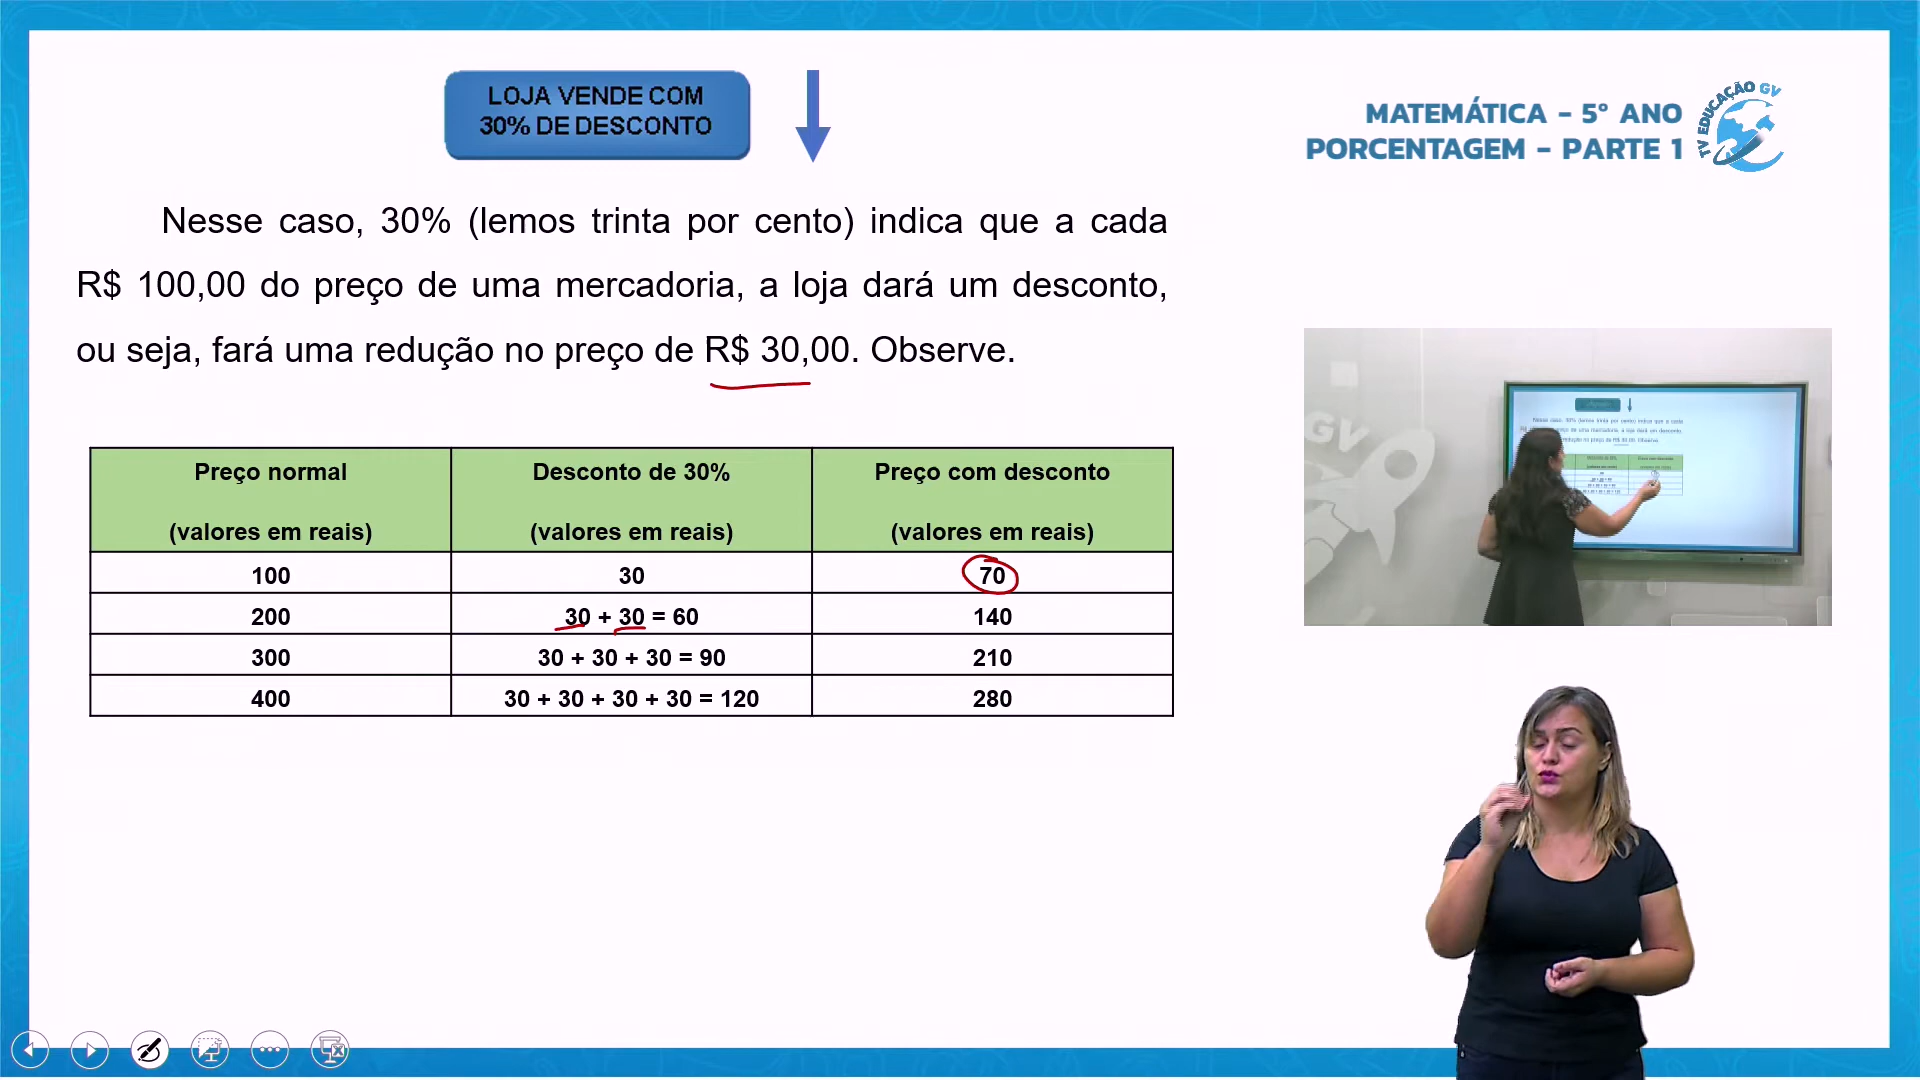 LOJA VENDE COM
30% DE DESCONTO
MATEMÁTICA - 5° ANO
PORCENTAGEM - PARTE 1
TV EDUCAÇÃO GV
Nesse caso, 30% (lemos trinta por cento) indica que a cada
R$ 100,00 do preço de uma mercadoria, a loja dará um desconto,
ou seja, fará uma redução no preço de R$ 30,00. Observe.
Preço normal Desconto de 30% Preço com desconto
(valores em reais) (valores em reais) (valores em reais)
100 30 70
200 30 + 30 = 60 140
300 30 + 30 + 30 = 90 210
400 30 + 30 + 30 + 30 = 120 280
GV